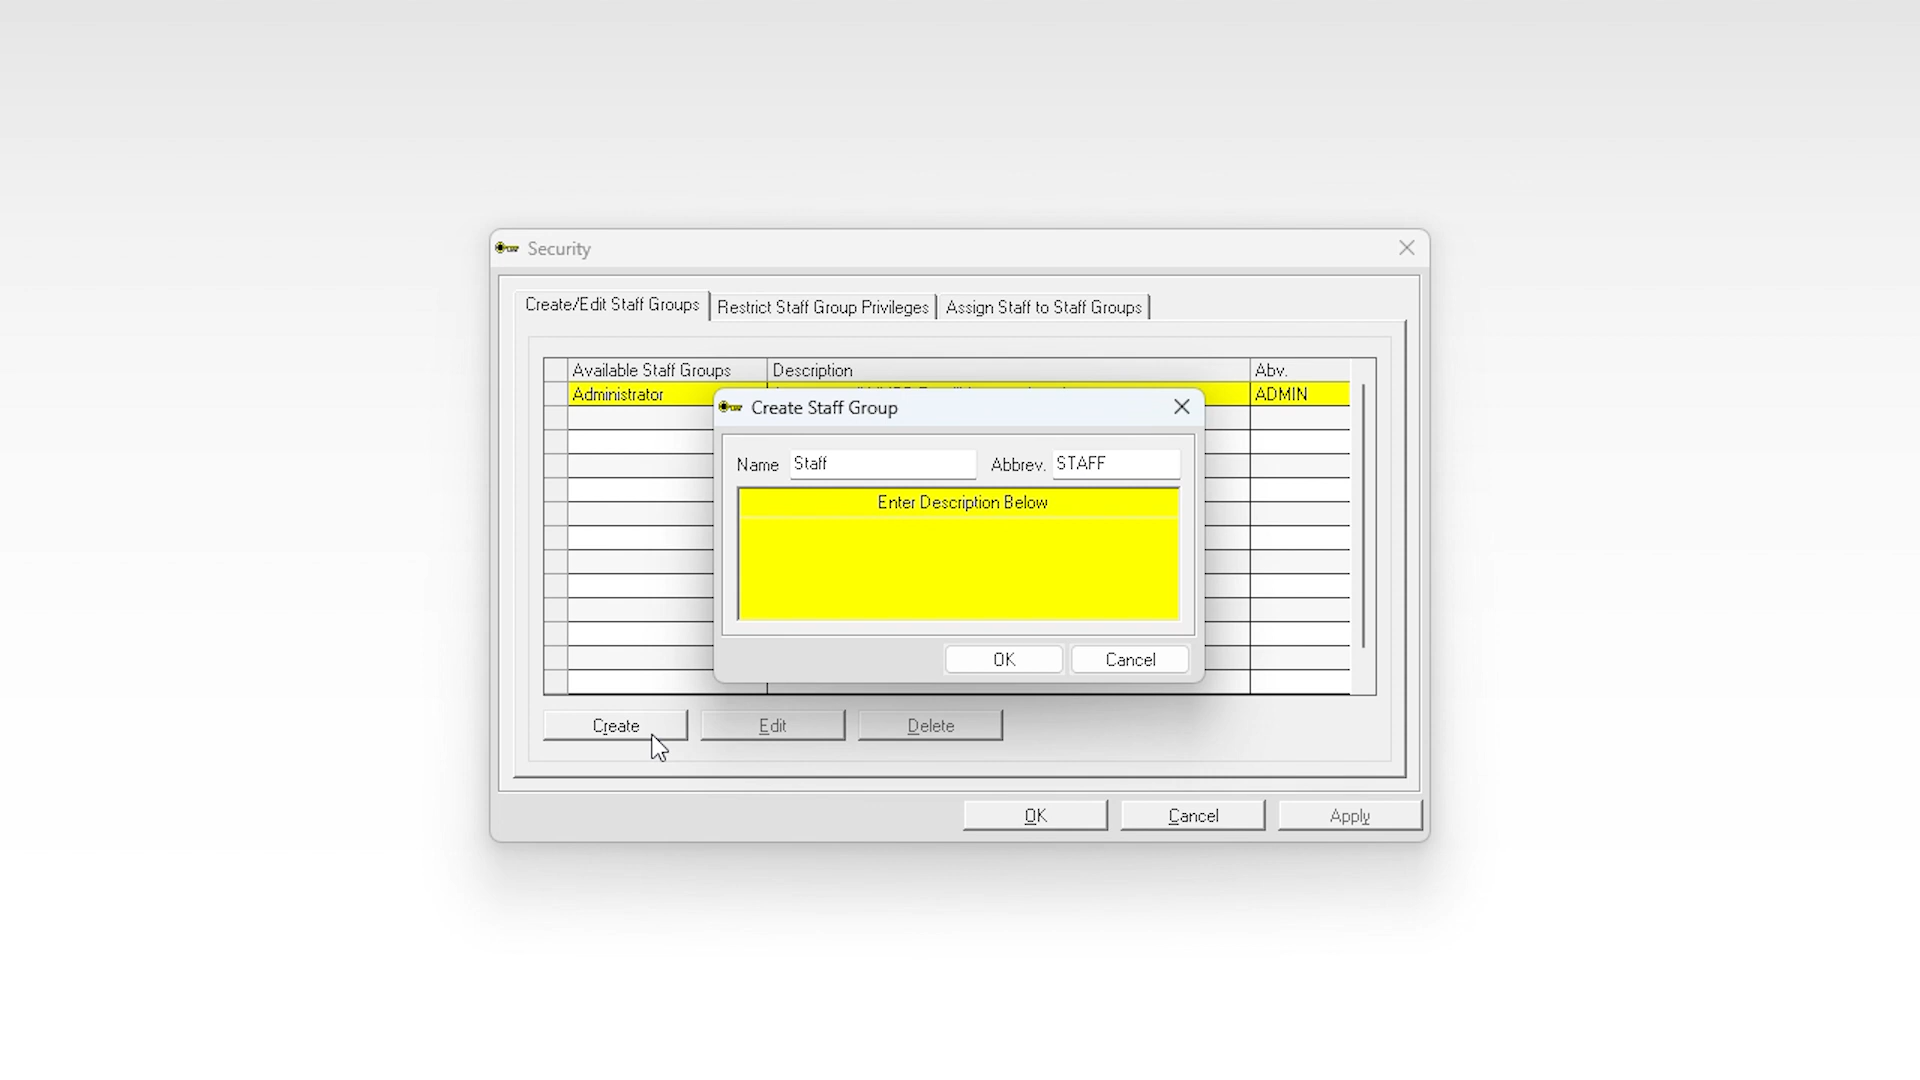 Security
Create/Edit Staff Groups Restrict Staff Group Privileges Assign Staff to Staff Groups
Available Staff Groups Description Abv.
Administrator ADMIN
Create Staff Group
Name Staff Abbrev. STAFF
Enter Description Below
OK Cancel
Create Edit Delete
OK Cancel Apply